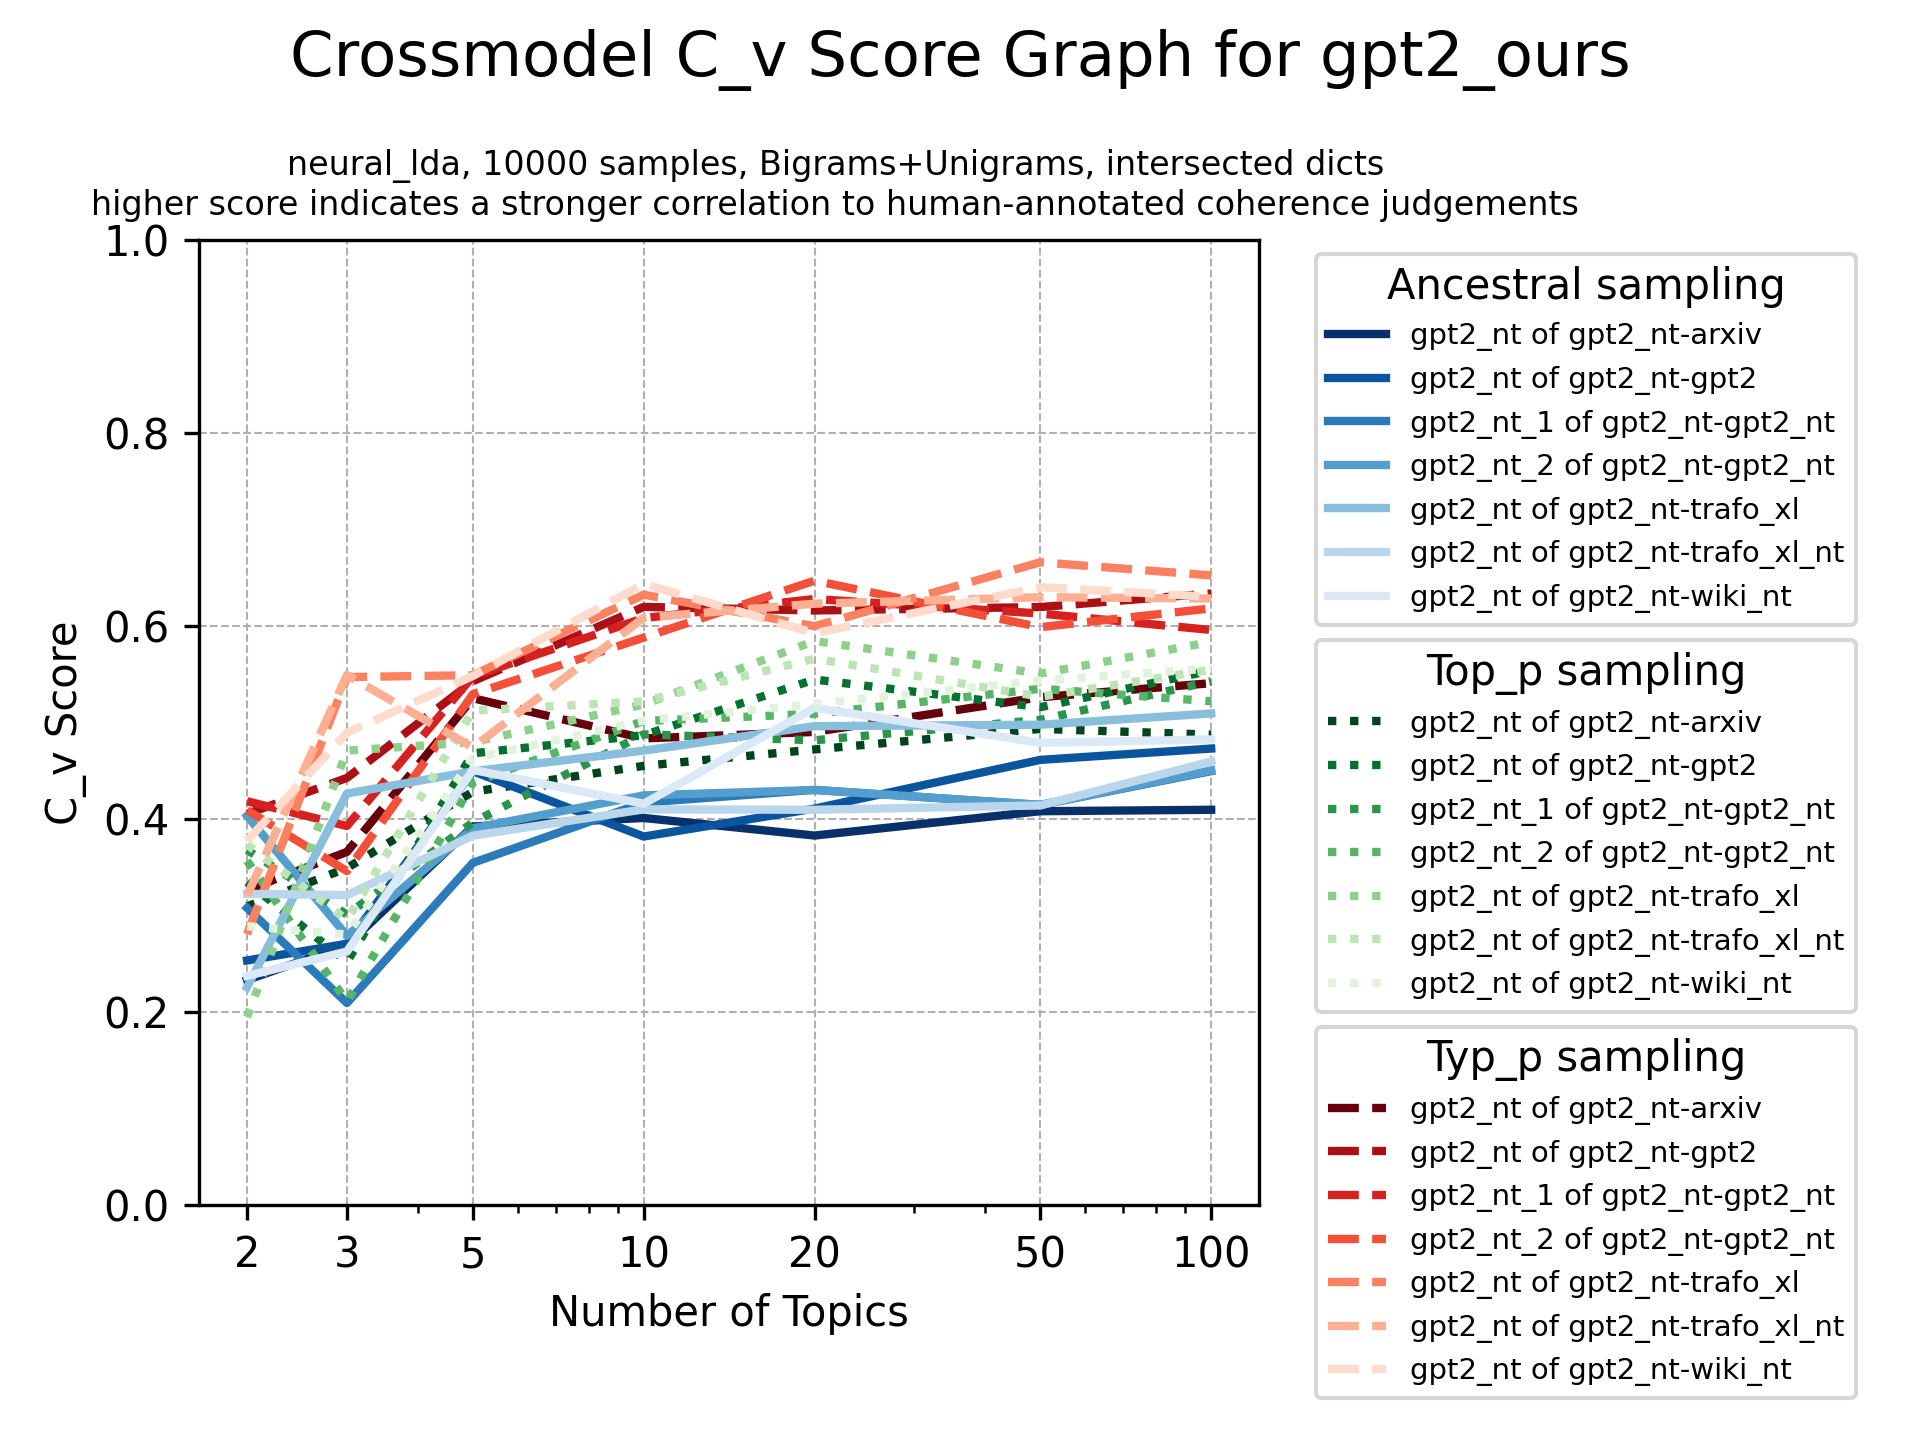 Crossmodel C_v Score Graph for gpt2_ours
neural_lda, 10000 samples, Bigrams+Unigrams, intersected dicts
higher score indicates a stronger correlation to human-annotated coherence judgements
C_v Score
1.0
0.8
0.6
0.4
0.2
0.0
2
3
5
10
20
50
100
Number of Topics
Ancestral sampling
gpt2_nt of gpt2_nt-arxiv
gpt2_nt of gpt2_nt-gpt2
gpt2_nt_1 of gpt2_nt-gpt2_nt
gpt2_nt_2 of gpt2_nt-gpt2_nt
gpt2_nt of gpt2_nt-trafo_xl
gpt2_nt of gpt2_nt-trafo_xl_nt
gpt2_nt of gpt2_nt-wiki_nt
Top_p sampling
gpt2_nt of gpt2_nt-arxiv
gpt2_nt of gpt2_nt-gpt2
gpt2_nt_1 of gpt2_nt-gpt2_nt
gpt2_nt_2 of gpt2_nt-gpt2_nt
gpt2_nt of gpt2_nt-trafo_xl
gpt2_nt of gpt2_nt-trafo_xl_nt
gpt2_nt of gpt2_nt-wiki_nt
Typ_p sampling
gpt2_nt of gpt2_nt-arxiv
gpt2_nt of gpt2_nt-gpt2
gpt2_nt_1 of gpt2_nt-gpt2_nt
gpt2_nt_2 of gpt2_nt-gpt2_nt
gpt2_nt of gpt2_nt-trafo_xl
gpt2_nt of gpt2_nt-trafo_xl_nt
gpt2_nt of gpt2_nt-wiki_nt